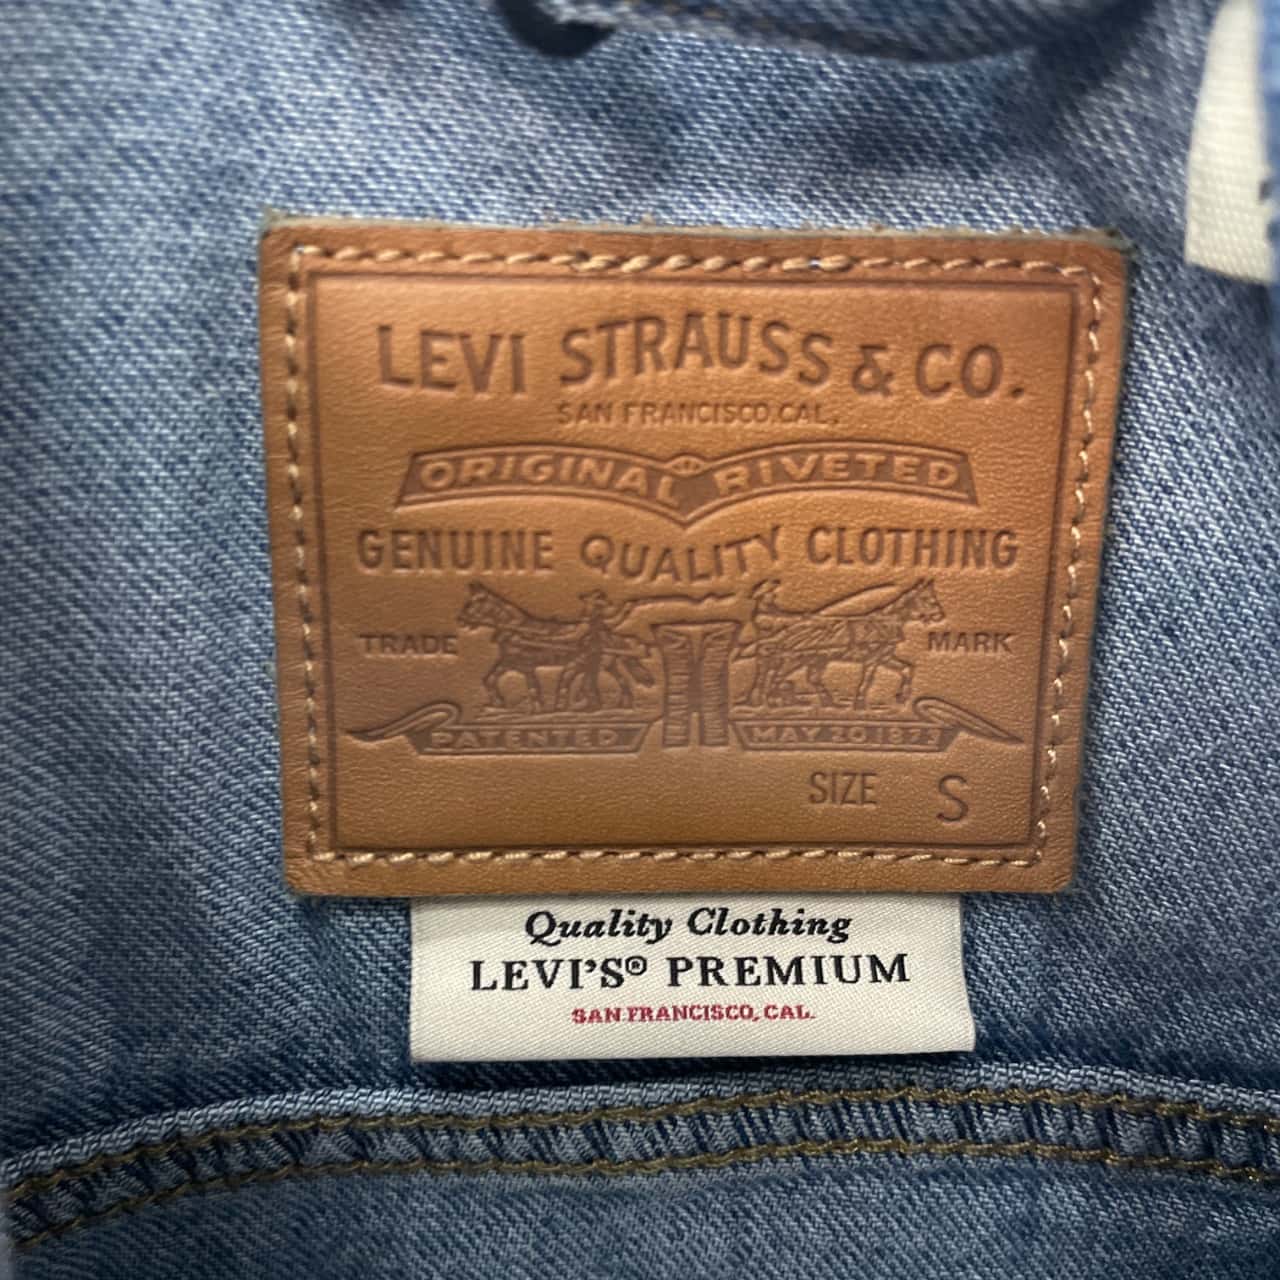 LEVI STRAUSS & CO.
SAN FRANCISCO, CAL.
ORIGINAL RIVETED
GENUINE QUALITY CLOTHING
TRADE MARK
PATENTED MAY 20 1873
SIZE S
Quality Clothing
LEVI'S® PREMIUM
SAN FRANCISCO, CAL.